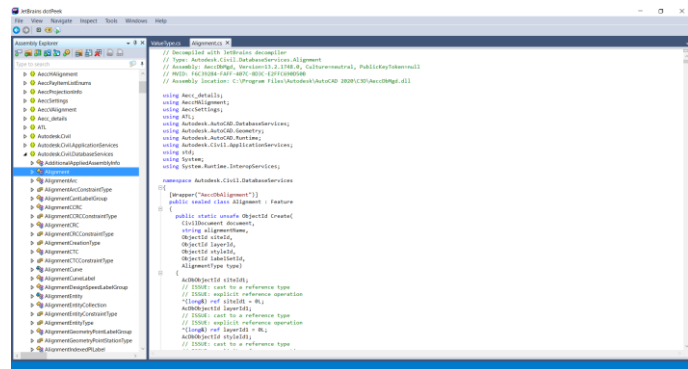 JetBrains dotPeek
File View Navigate Inspect Tools Windows Help
Assembly Explorer
Type to search
AeccHAlignment
AeccPayItemListEnums
AeccProjectionInfo
AeccSettings
AeccVAlignment
Aecc_details
ATL
Autodesk.Civil
Autodesk.Civil.ApplicationServices
Autodesk.Civil.DatabaseServices
AdditionalAppliedAssemblyInfo
Alignment
AlignmentArc
AlignmentArcConstraintType
AlignmentCantLabelGroup
AlignmentCCRC
AlignmentCCRCConstraintType
AlignmentCRC
AlignmentCRCConstraintType
AlignmentCreationType
AlignmentCTC
AlignmentCTCConstraintType
AlignmentCurve
AlignmentCurveLabel
AlignmentDesignSpeedLabelGroup
AlignmentEntity
AlignmentEntityCollection
AlignmentEntityConstraintType
AlignmentEntityType
AlignmentGeometryPointLabelGroup
AlignmentGeometryPointStationType
AlignmentIndexedPILabel
ValueType.cs Alignment.cs
// Decompiled with JetBrains decompiler
// Type: Autodesk.Civil.DatabaseServices.Alignment
// Assembly: AeccDbMgd, Version=13.2.1748.0, Culture=neutral, PublicKeyToken=null
// Assembly location: C:\Program Files\Autodesk\AutoCAD 2020\C3D\AeccDbMgd.dll
using Aecc_details;
using AeccHAlignment;
using AeccSettings;
using ATL;
using Autodesk.AutoCAD.DatabaseServices;
using Autodesk.AutoCAD.Geometry;
using Autodesk.AutoCAD.Runtime;
using Autodesk.Civil.ApplicationServices;
using std;
using System;
using System.Runtime.InteropServices;
namespace Autodesk.Civil.DatabaseServices
{
[Wrapper("AeccDbAlignment")]
public sealed class Alignment : Feature
{
public static unsafe ObjectId Create(
CivilDocument document,
string alignmentName,
ObjectId siteId,
ObjectId layerId,
ObjectId styleId,
ObjectId labelSetId,
AlignmentType type)
{
AcDbObjectId siteId1;
// ISSUE: cast to a reference type
// ISSUE: explicit reference operation
^(long&) ref siteId1 = 0L;
AcDbObjectId layerId1;
// ISSUE: cast to a reference type
// ISSUE: explicit reference operation
^(long&) ref layerId1 = 0L;
AcDbObjectId styleId1;
// ISSUE: cast to a reference type